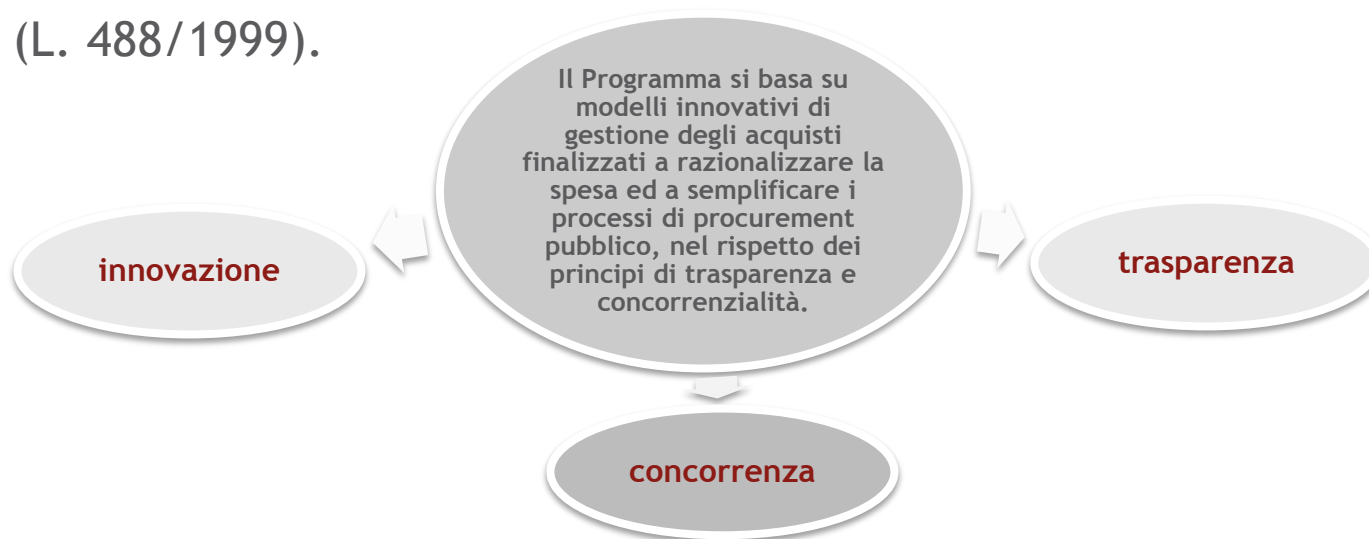 (L. 488/1999).
Il Programma si basa su
modelli innovativi di
gestione degli acquisti
finalizzati a razionalizzare la
spesa ed a semplificare i
processi di procurement
pubblico, nel rispetto dei
principi di trasparenza e
concorrenzialità.
innovazione
trasparenza
concorrenza